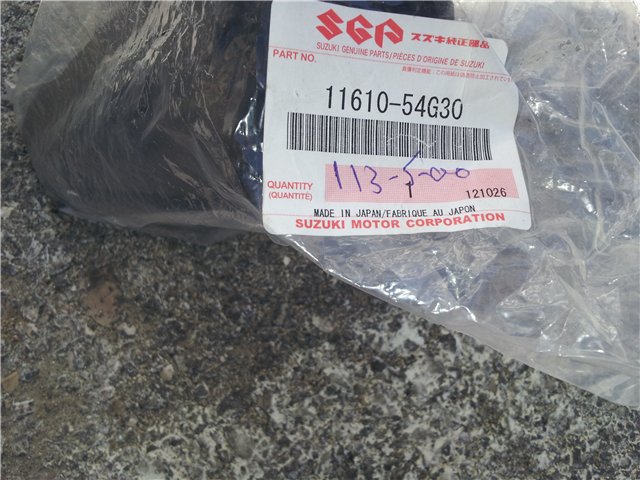 SGP スズキ純正部品
SUZUKI GENUINE PARTS/PIÈCES D'ORIGINE DE SUZUKI
PART NO.
11610-54G30
113-5-00
QUANTITY
(QUANTITÉ)
1
121026
MADE IN JAPAN/FABRIQUE AU JAPON
SUZUKI MOTOR CORPORATION